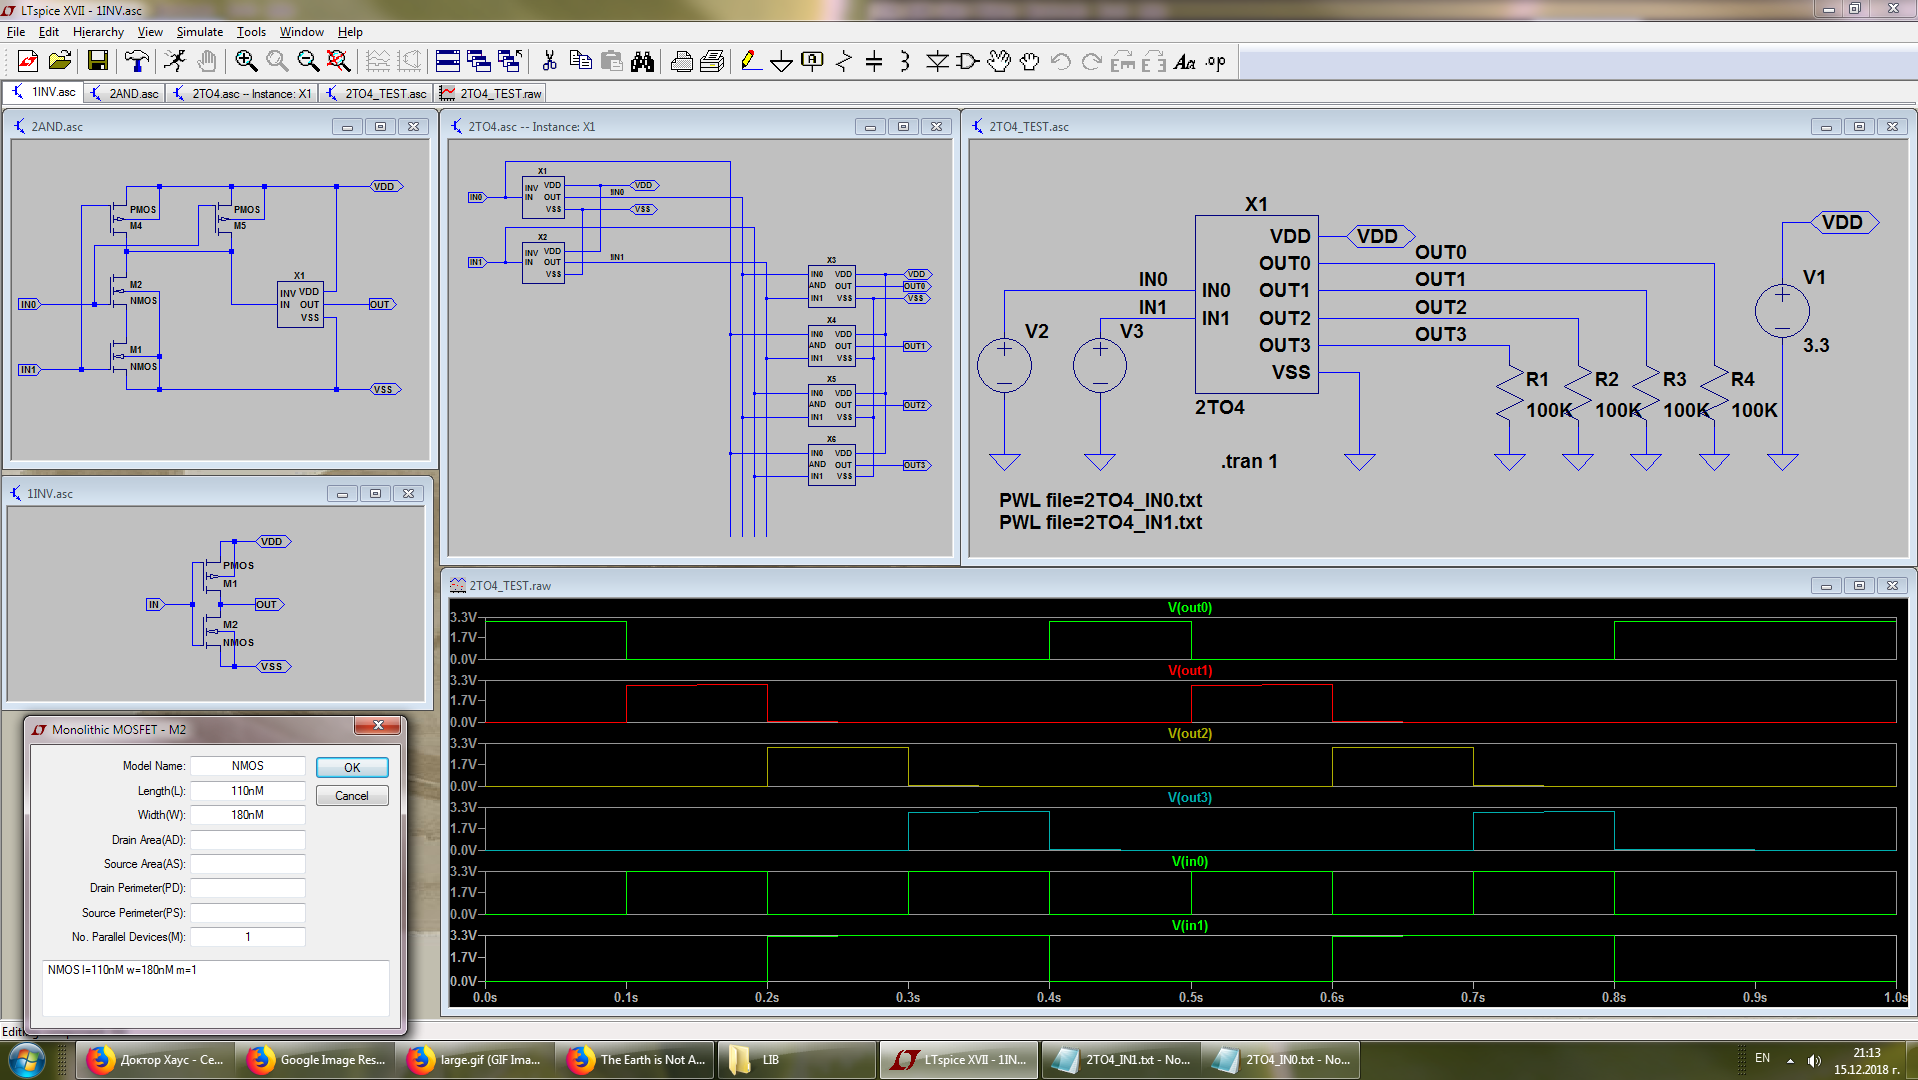 LTspice XVII - 1INV.asc
File Edit Hierarchy View Simulate Tools Window Help
1INV.asc 2AND.asc 2TO4.asc -- Instance: X1 2TO4_TEST.asc 2TO4_TEST.raw
2AND.asc
VDD
PMOS
M4
PMOS
M5
M2
NMOS
IN0
X1
INV VDD
IN OUT
VSS
OUT
M1
NMOS
IN1
VSS
1INV.asc
VDD
PMOS
M1
IN
OUT
M2
NMOS
VSS
2TO4.asc -- Instance: X1
X1
INV VDD
IN OUT
VSS
IN0
VDD
!IN0
VSS
X2
INV VDD
IN OUT
VSS
IN1
!IN1
X3
IN0 VDD
AND OUT
IN1 VSS
VDD
OUT0
VSS
X4
IN0 VDD
AND OUT
IN1 VSS
OUT1
X5
IN0 VDD
AND OUT
IN1 VSS
OUT2
X6
IN0 VDD
AND OUT
IN1 VSS
OUT3
2TO4_TEST.asc
X1
VDD
OUT0
IN0 OUT1
IN1 OUT2
OUT3
VSS
2TO4
VDD
OUT0
OUT1
OUT2
OUT3
IN0
IN1
V2
V3
R1
100K
R2
100K
R3
100K
R4
100K
VDD
V1
3.3
.tran 1
PWL file=2TO4_IN0.txt
PWL file=2TO4_IN1.txt
2TO4_TEST.raw
V(out0)
3.3V
1.7V
0.0V
V(out1)
3.3V
1.7V
0.0V
V(out2)
3.3V
1.7V
0.0V
V(out3)
3.3V
1.7V
0.0V
V(in0)
3.3V
1.7V
0.0V
V(in1)
3.3V
1.7V
0.0V
0.0s 0.1s 0.2s 0.3s 0.4s 0.5s 0.6s 0.7s 0.8s 0.9s 1.0s
Monolithic MOSFET - M2
Model Name: NMOS OK
Length(L): 110nM Cancel
Width(W): 180nM
Drain Area(AD):
Source Area(AS):
Drain Perimeter(PD):
Source Perimeter(PS):
No. Parallel Devices(M): 1
NMOS l=110nM w=180nM m=1
Доктор Хаус - Се... Google Image Res... large.gif (GIF Ima... The Earth is Not A... LIB LTspice XVII - 1IN... 2TO4_IN1.txt - No... 2TO4_IN0.txt - No... EN 21:13
15.12.2018 г.